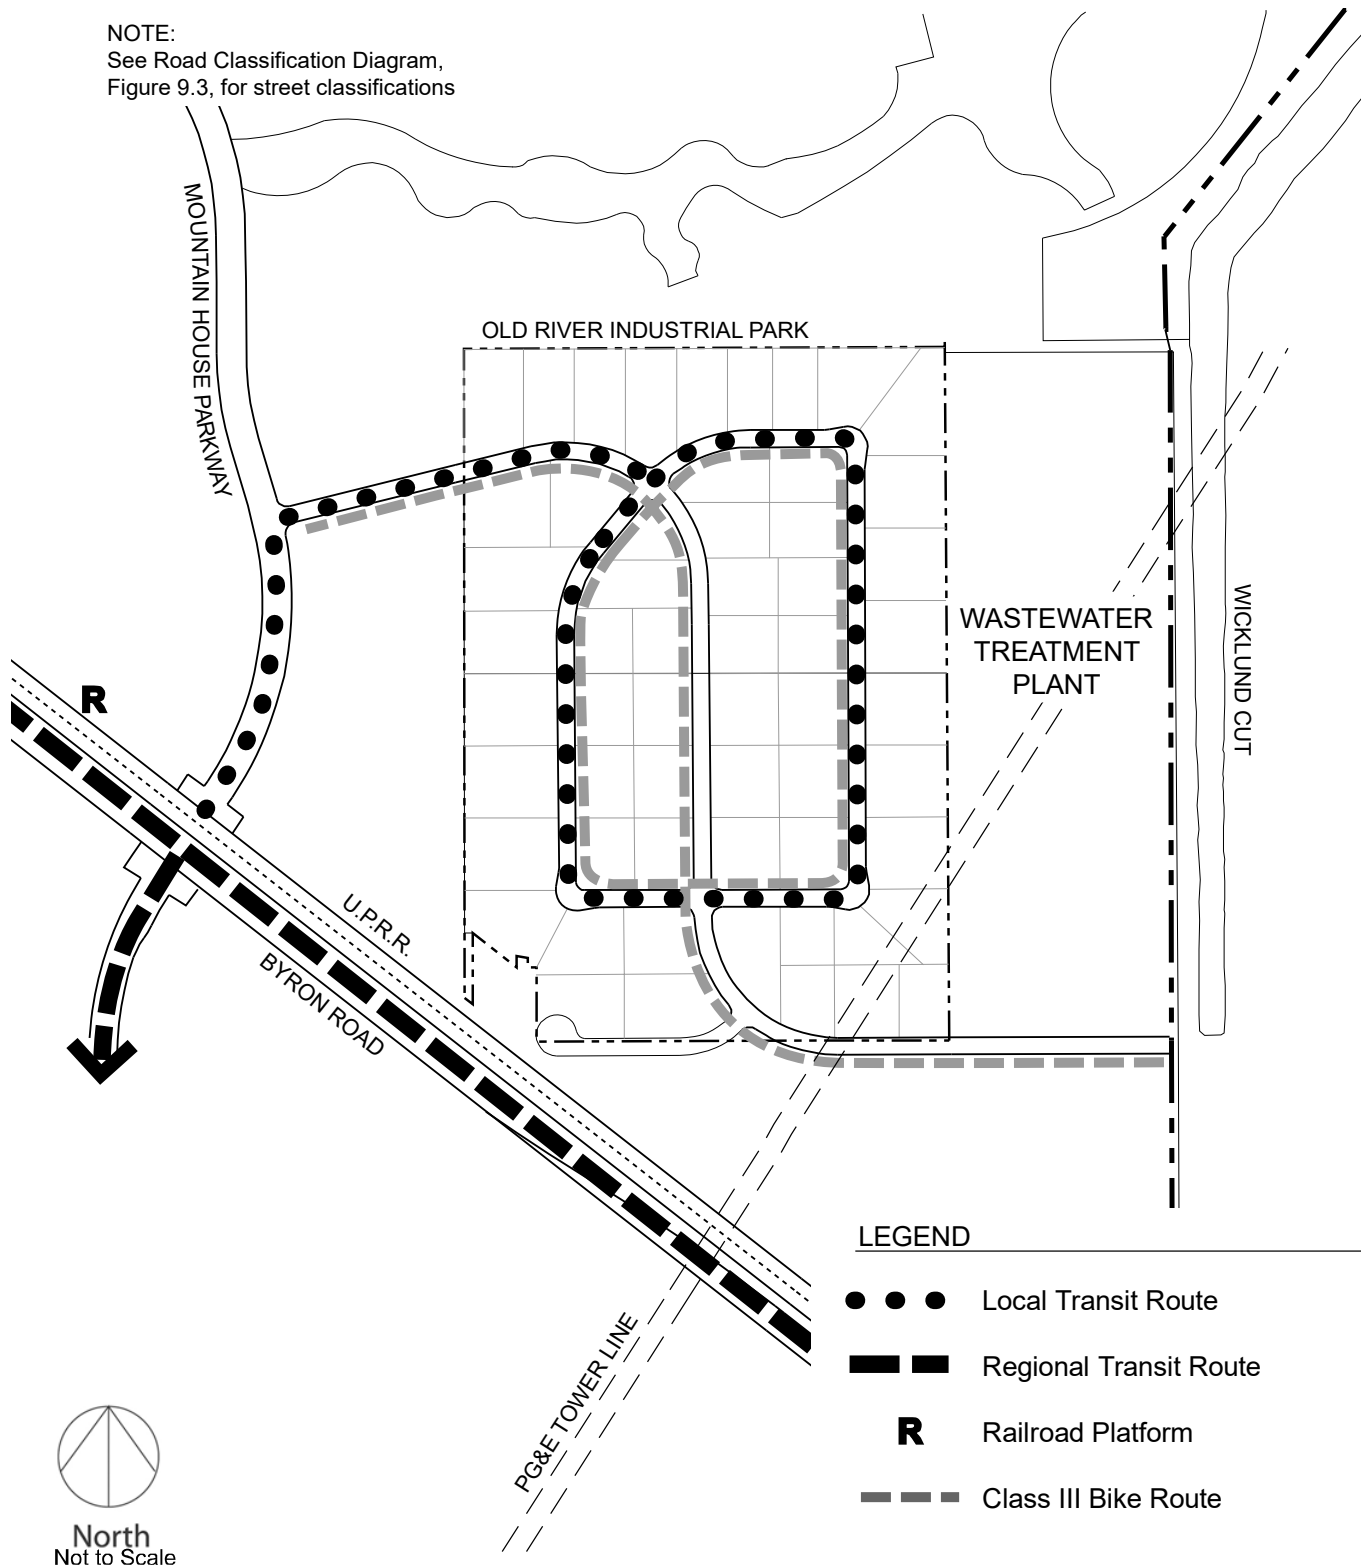 NOTE:
See Road Classification Diagram,
Figure 9.3, for street classifications
MOUNTAIN HOUSE PARKWAY
OLD RIVER INDUSTRIAL PARK
WASTEWATER
TREATMENT
PLANT
WICKLUND CUT
R
U.P.R.R.
BYRON ROAD
PG&E TOWER LINE
LEGEND
Local Transit Route
Regional Transit Route
R Railroad Platform
Class III Bike Route
North
Not to Scale